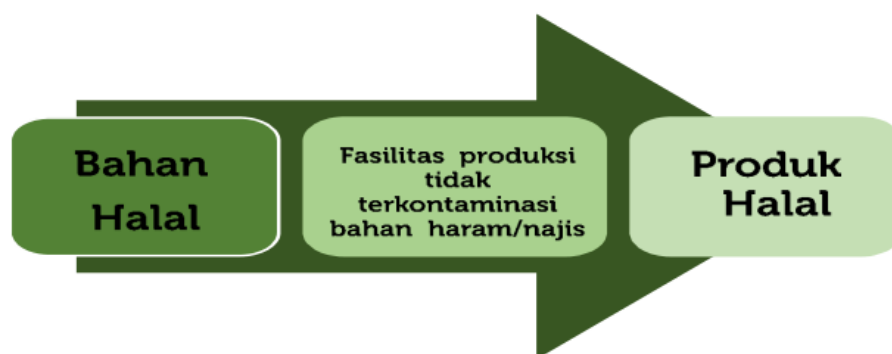 Bahan
Halal
Fasilitas produksi
tidak
terkontaminasi
bahan haram/najis
Produk
Halal